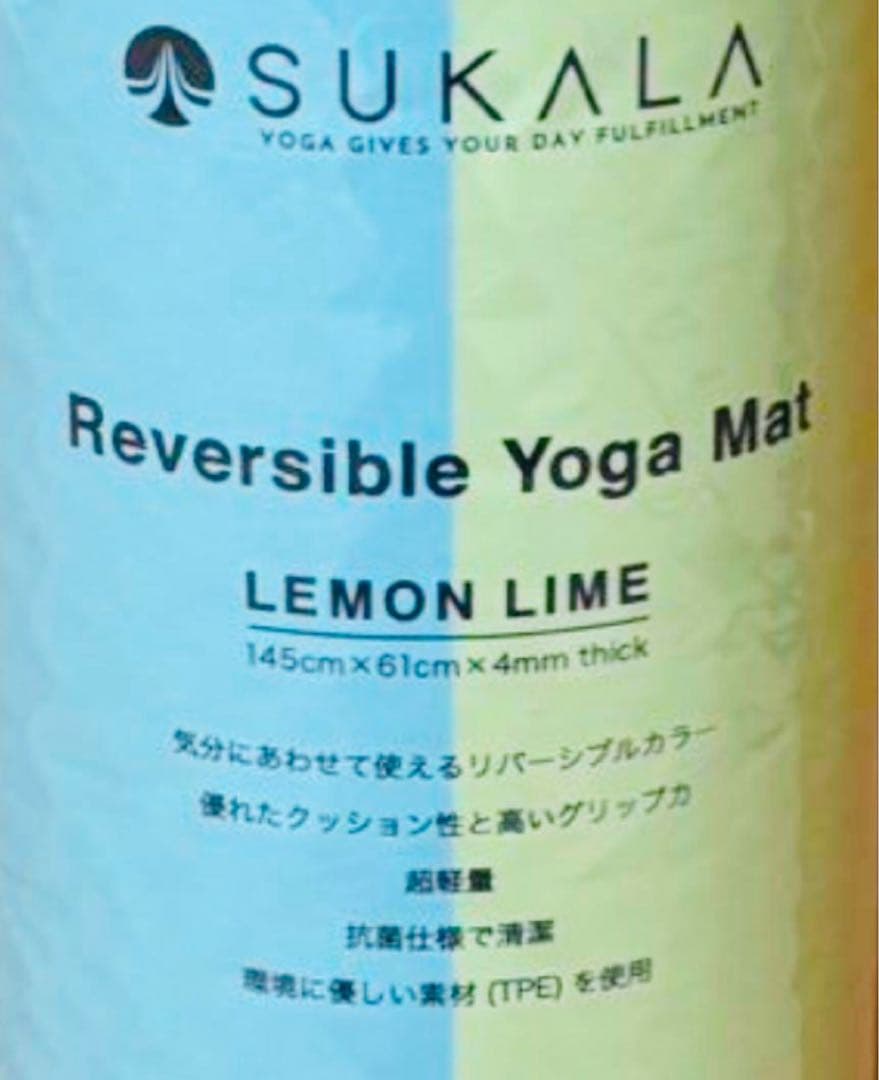 SUKALA
YOGA GIVES YOUR DAY FULFILLMENT
Reversible Yoga Mat
LEMON LIME
145cm×61cm×4mm thick
気分にあわせて使えるリバーシブルカラー
優れたクッション性と高いグリップ力
超軽量
抗菌仕様で清潔
環境に優しい素材 (TPE) を使用